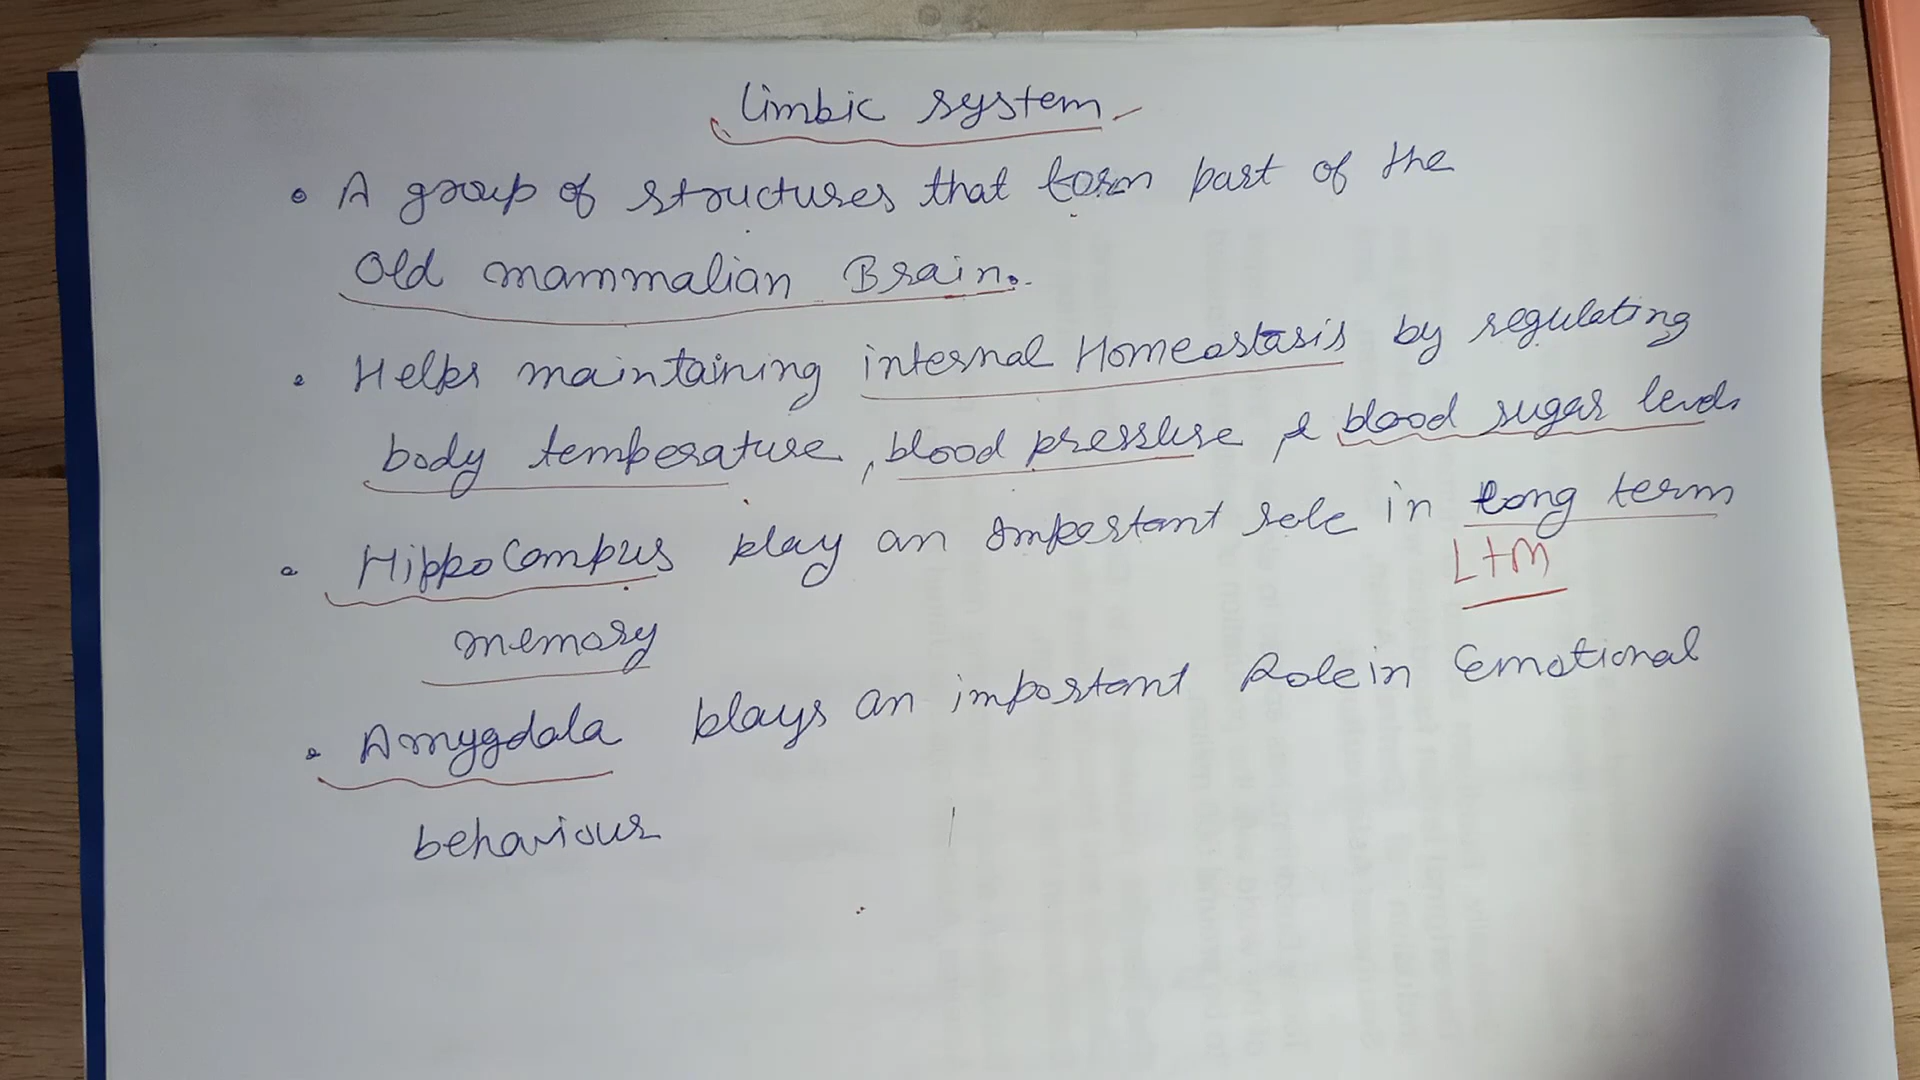 Limbic system
• A group of structures that form part of the
Old mammalian Brain.
• Helps maintaining internal Homeostasis by regulating
body temperature, blood pressure & blood sugar levels
• Hippocampus play an important role in long term
LTM
memory
• Amygdala plays an important Role in Emotional
behaviour